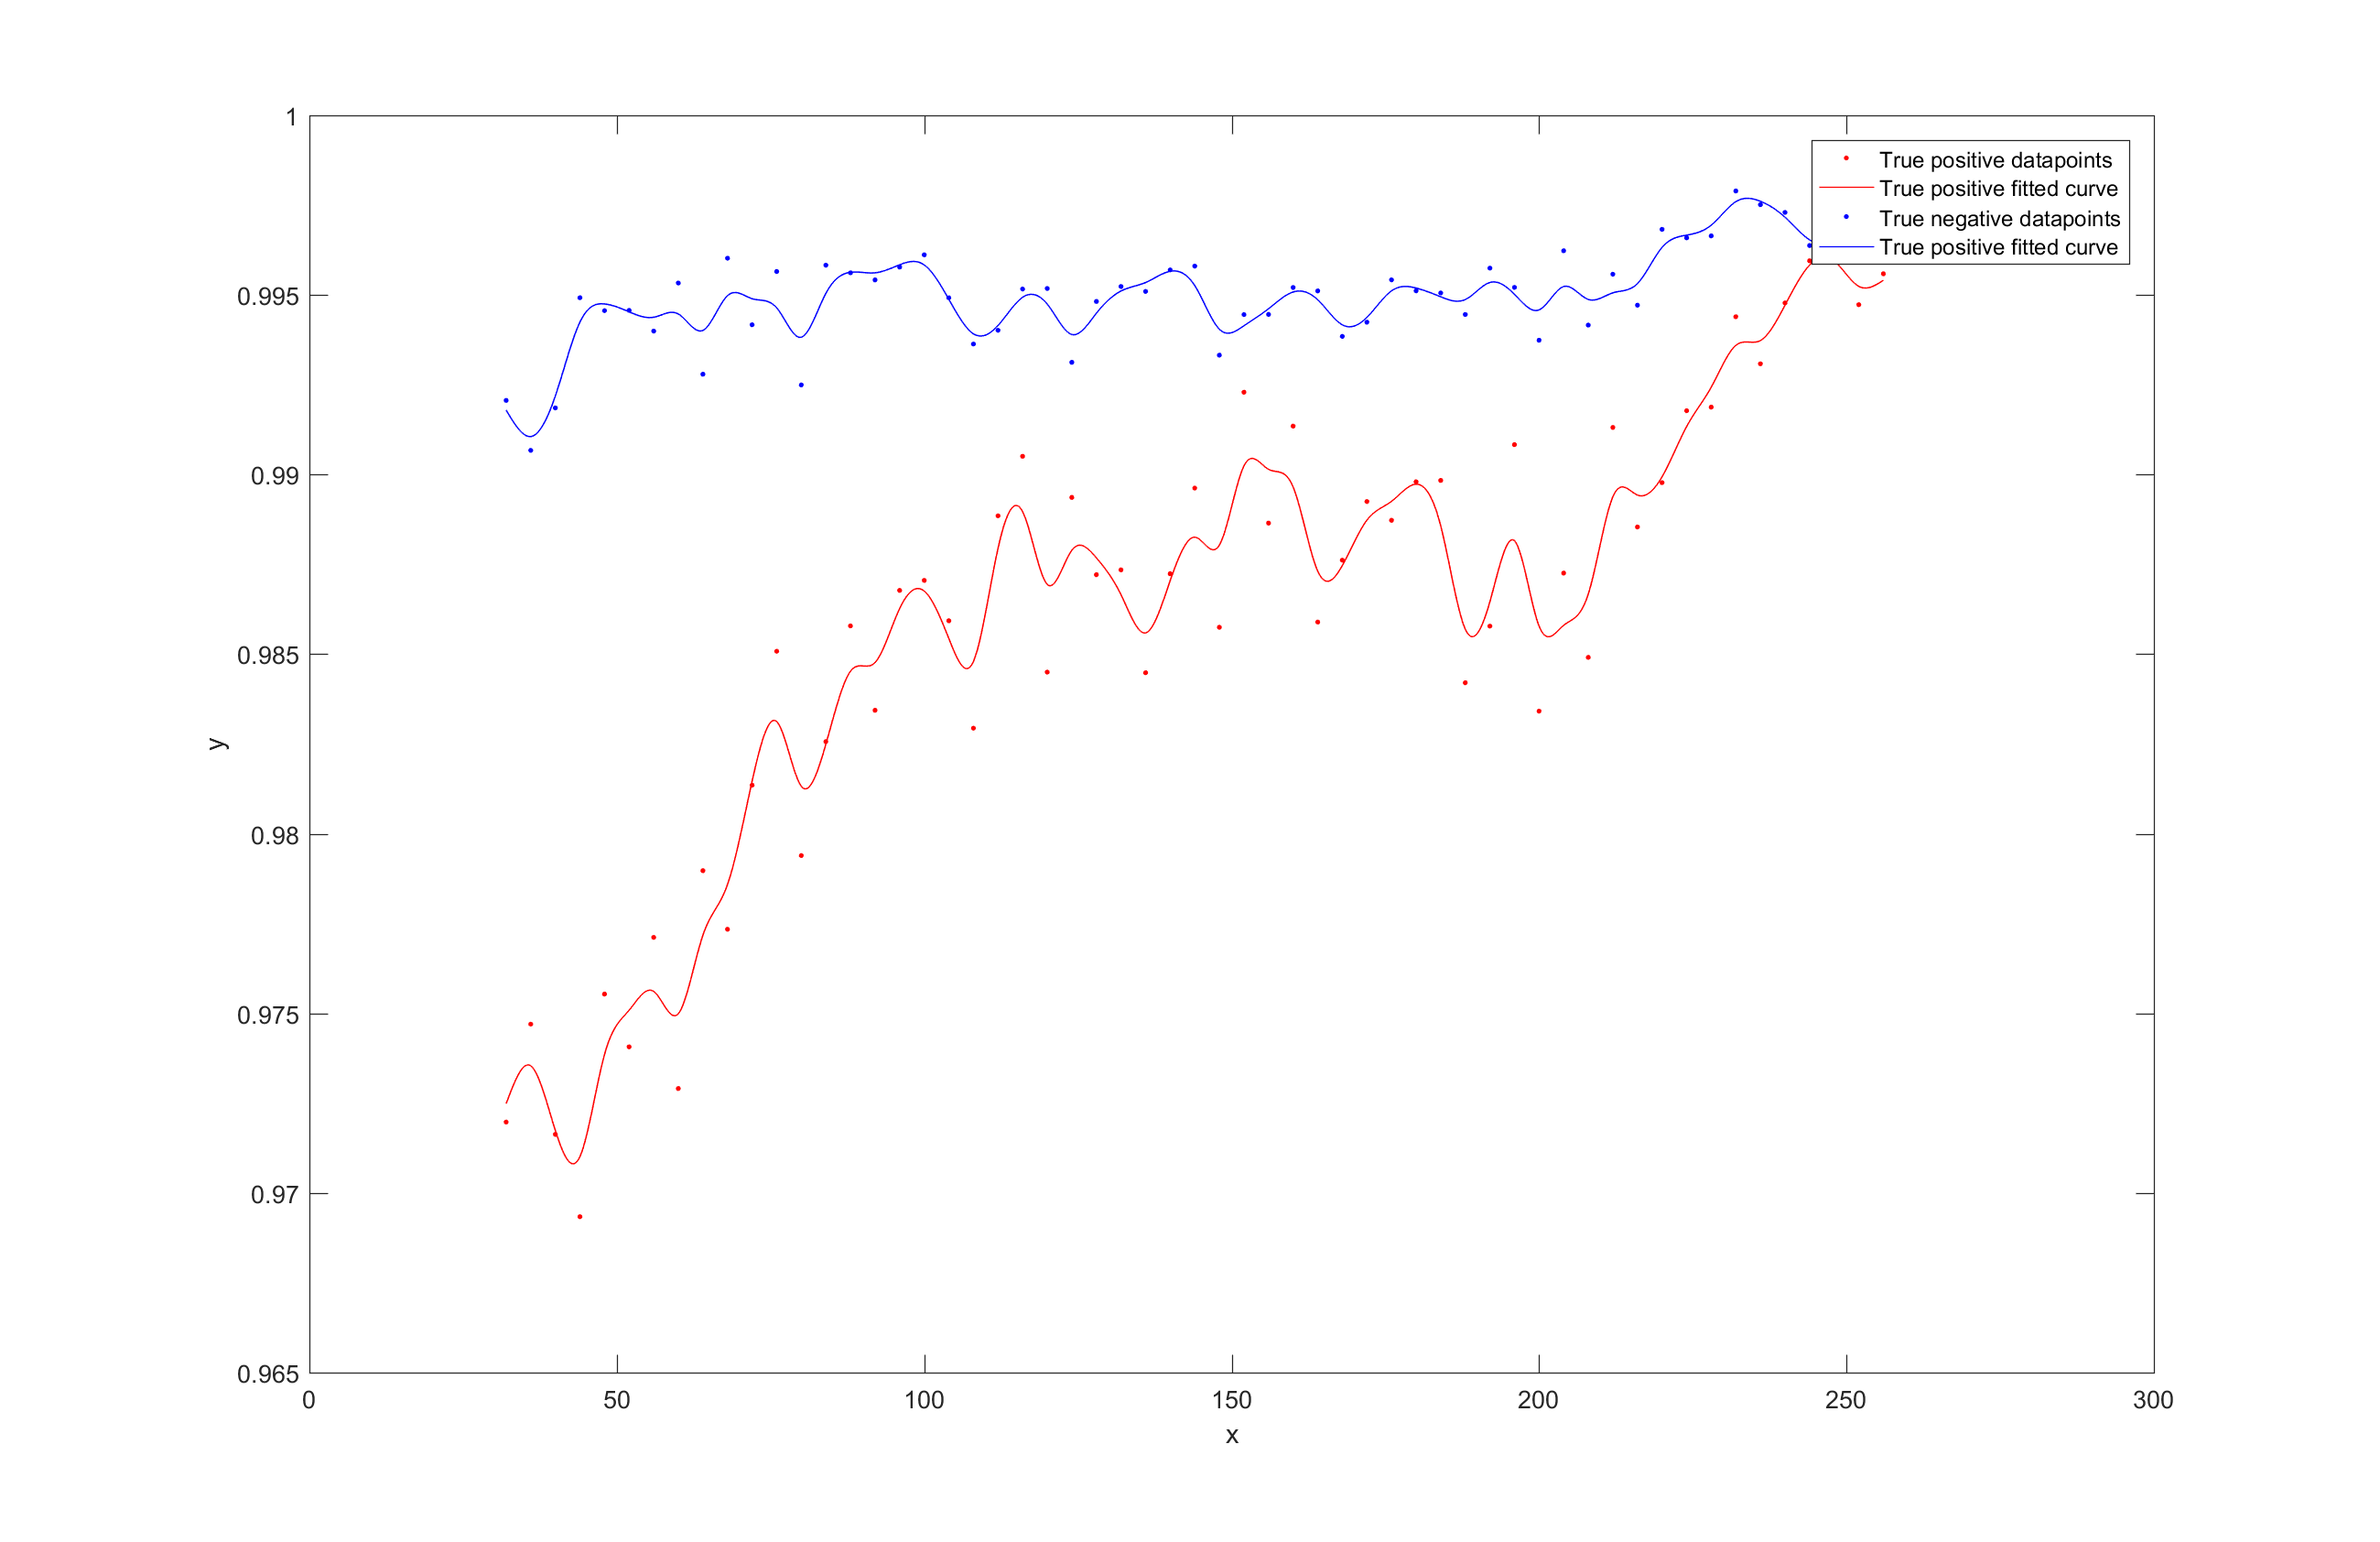 1
0.995
0.99
0.985
0.98
0.975
0.97
0.965
0 50 100 150 200 250 300
x
y
True positive datapoints
True positive fitted curve
True negative datapoints
True positive fitted curve